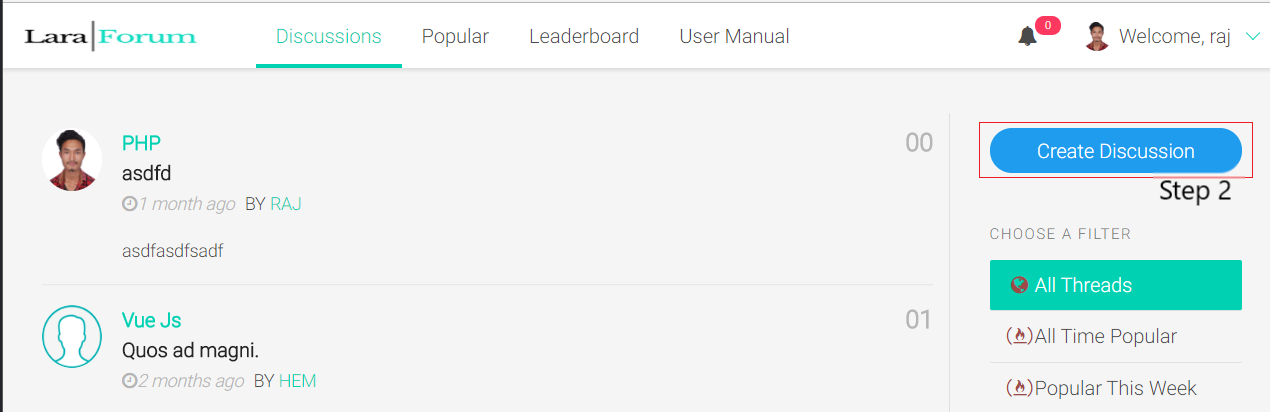 Lara|Forum
Discussions
Popular
Leaderboard
User Manual
0
Welcome, raj
PHP
00
asdfd
1 month ago BY RAJ
asdfasdfsadf
Vue Js
01
Quos ad magni.
2 months ago BY HEM
Create Discussion
Step 2
CHOOSE A FILTER
All Threads
All Time Popular
Popular This Week